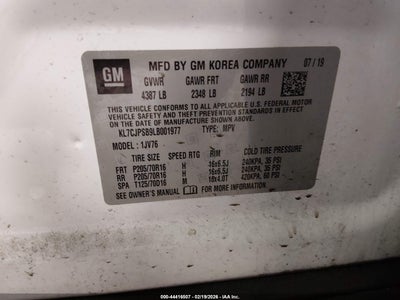 GM
MFD BY GM KOREA COMPANY 07/19
GVWR GAWR FRT GAWR RR
4387 LB 2348 LB 2194 LB
THIS VEHICLE CONFORMS TO ALL APPLICABLE U.S. FEDERAL MOTOR
VEHICLE SAFETY, BUMPER, AND THEFT PREVENTION STANDARDS IN
EFFECT ON THE DATE OF MANUFACTURE SHOWN ABOVE.
KL7CJPSB9LB001977 TYPE: MPV
MODEL: 1JV76
TIRE SIZE SPEED RTG RIM COLD TIRE PRESSURE
FRT P205/70R16 H 16x6.5J 240KPA, 35 PSI
RR P205/70R16 H 16x6.5J 240KPA, 35 PSI
SPA T125/70D16 M 16x4.0T 420KPA, 60 PSI
SEE OWNER'S MANUAL FOR ADDITIONAL INFORMATION
000-44416507 - 02/19/2026 - IAA Inc.